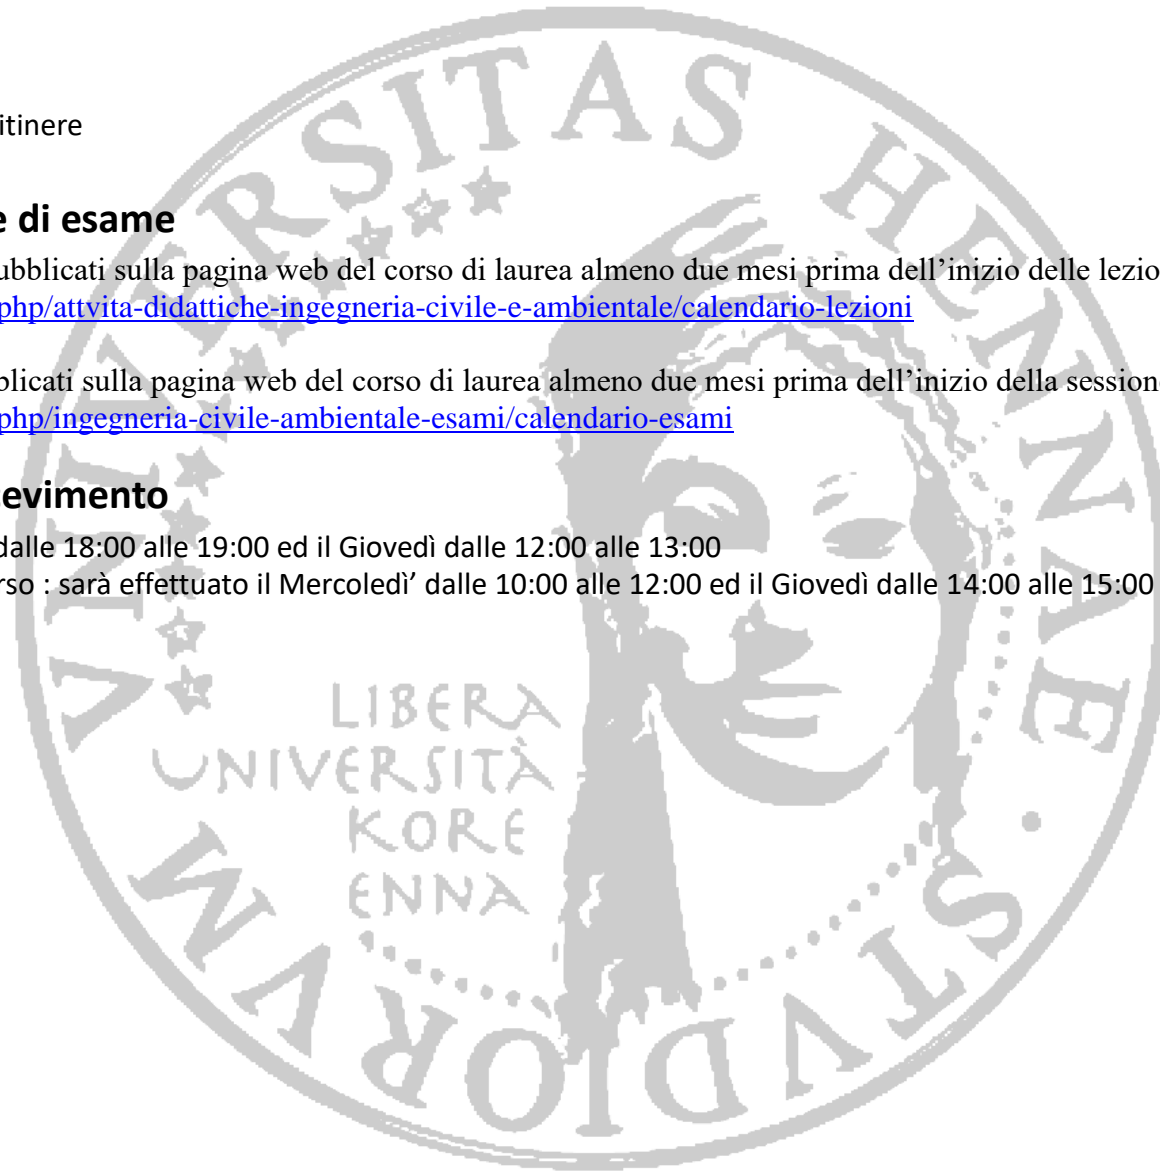 itinere
e di esame
ubblicati sulla pagina web del corso di laurea almeno due mesi prima dell’inizio delle lezio
php/attvita-didattiche-ingegneria-civile-e-ambientale/calendario-lezioni
blicati sulla pagina web del corso di laurea almeno due mesi prima dell’inizio della sessione
php/ingegneria-civile-ambientale-esami/calendario-esami
evimento
dalle 18:00 alle 19:00 ed il Giovedì dalle 12:00 alle 13:00
rso : sarà effettuato il Mercoledì’ dalle 10:00 alle 12:00 ed il Giovedì dalle 14:00 alle 15:00
LIBERA
UNIVERSITÀ
KORE
ENNA
VNIVERSITAS HENNAE · STVDIORVM